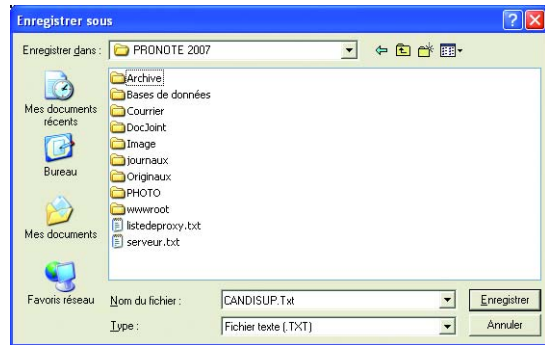 Enregistrer sous
Enregistrer dans : PRONOTE 2007
Mes documents récents
Bureau
Mes documents
Favoris réseau
Archive
Bases de données
Courrier
DocJoint
Image
journaux
Originaux
PHOTO
wwwroot
listedeproxy.txt
serveur.txt
Nom du fichier : CANDISUP.Txt Enregistrer
Type : Fichier texte (.TXT) Annuler